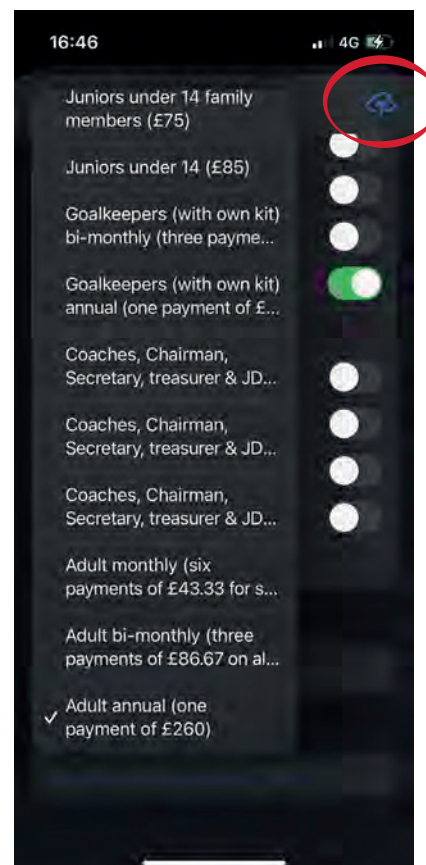 16:46
4G
Juniors under 14 family
members (£75)
Juniors under 14 (£85)
Goalkeepers (with own kit)
bi-monthly (three payme...
Goalkeepers (with own kit)
annual (one payment of £...
Coaches, Chairman,
Secretary, treasurer & JD...
Coaches, Chairman,
Secretary, treasurer & JD...
Coaches, Chairman,
Secretary, treasurer & JD...
Adult monthly (six
payments of £43.33 for s...
Adult bi-monthly (three
payments of £86.67 on al...
Adult annual (one
payment of £260)